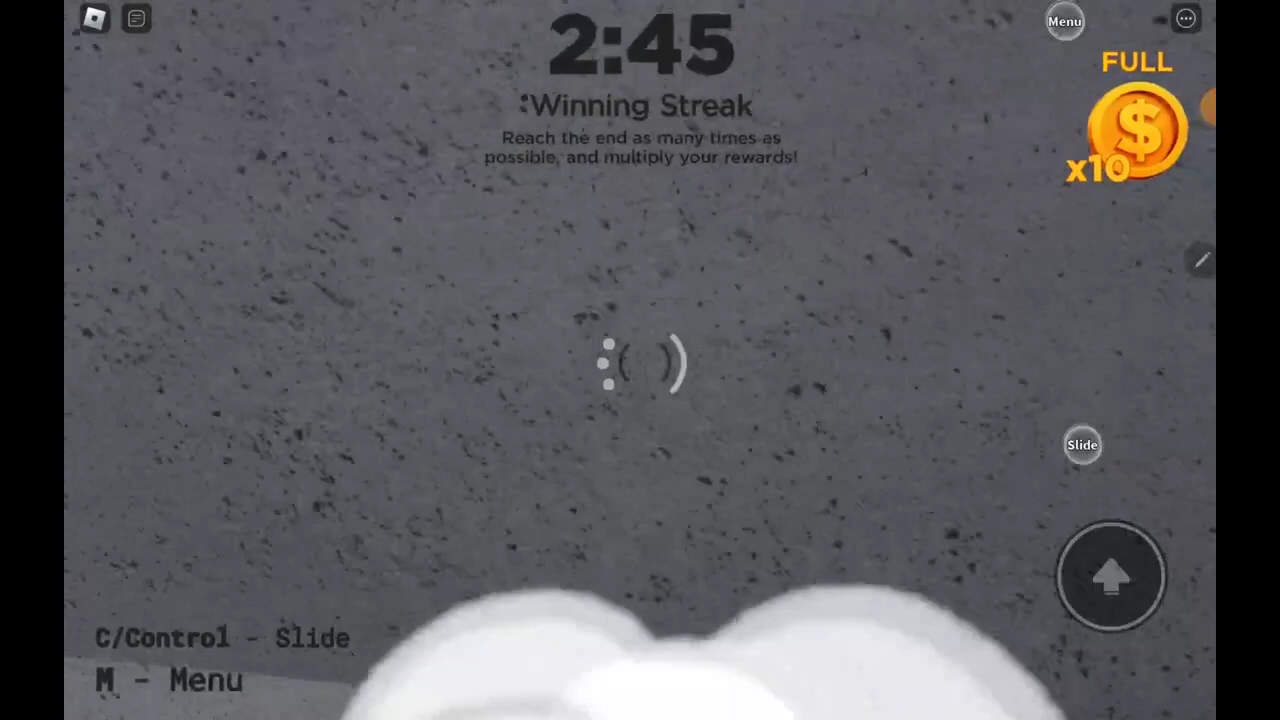 2:45
Menu
FULL
Winning Streak
Reach the end as many times as
possible, and multiply your rewards!
x10
Slide
C/Control - Slide
M - Menu